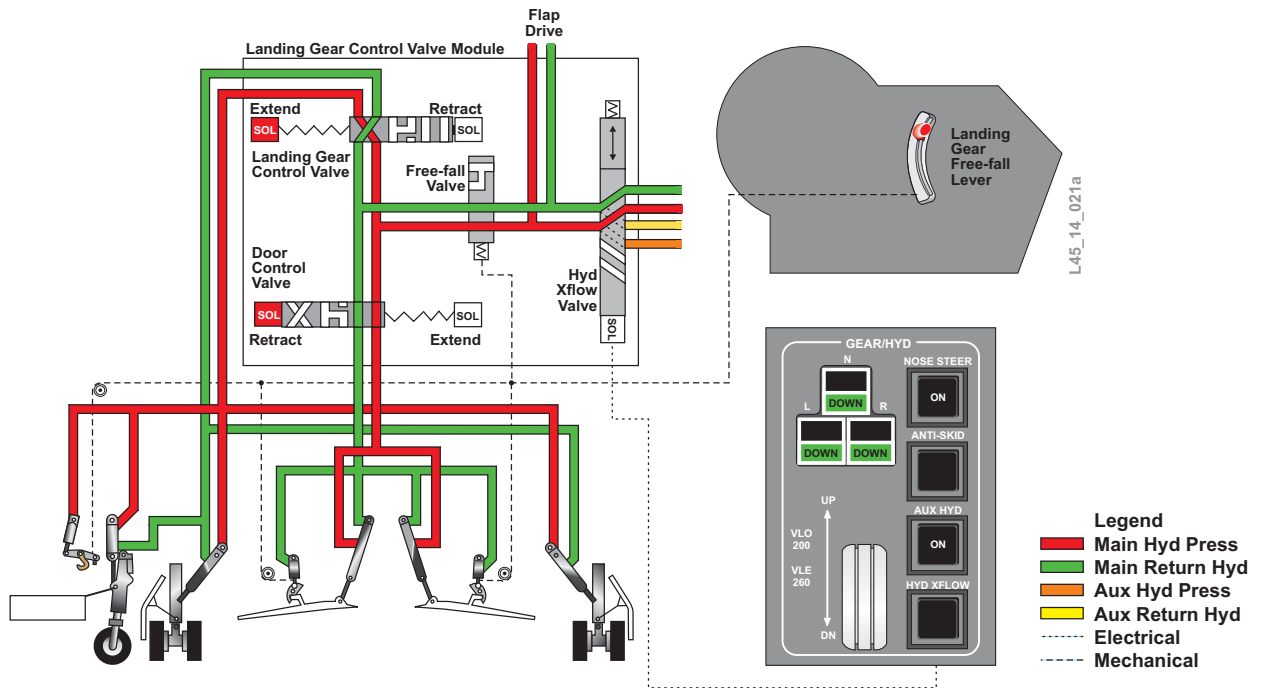 Flap
Drive
Landing Gear Control Valve Module
Extend
Retract
SOL
SOL
Landing Gear
Control Valve
Free-fall
Valve
Door
Control
Valve
Hyd
Xflow
Valve
SOL
SOL
SOL
Retract
Extend
Landing
Gear
Free-fall
Lever
L45_14_021a
GEAR/HYD
N
DOWN
L
R
DOWN
DOWN
NOSE STEER
ON
ANTI-SKID
AUX HYD
ON
HYD XFLOW
UP
VLO
200
VLE
260
DN
Legend
Main Hyd Press
Main Return Hyd
Aux Hyd Press
Aux Return Hyd
Electrical
Mechanical